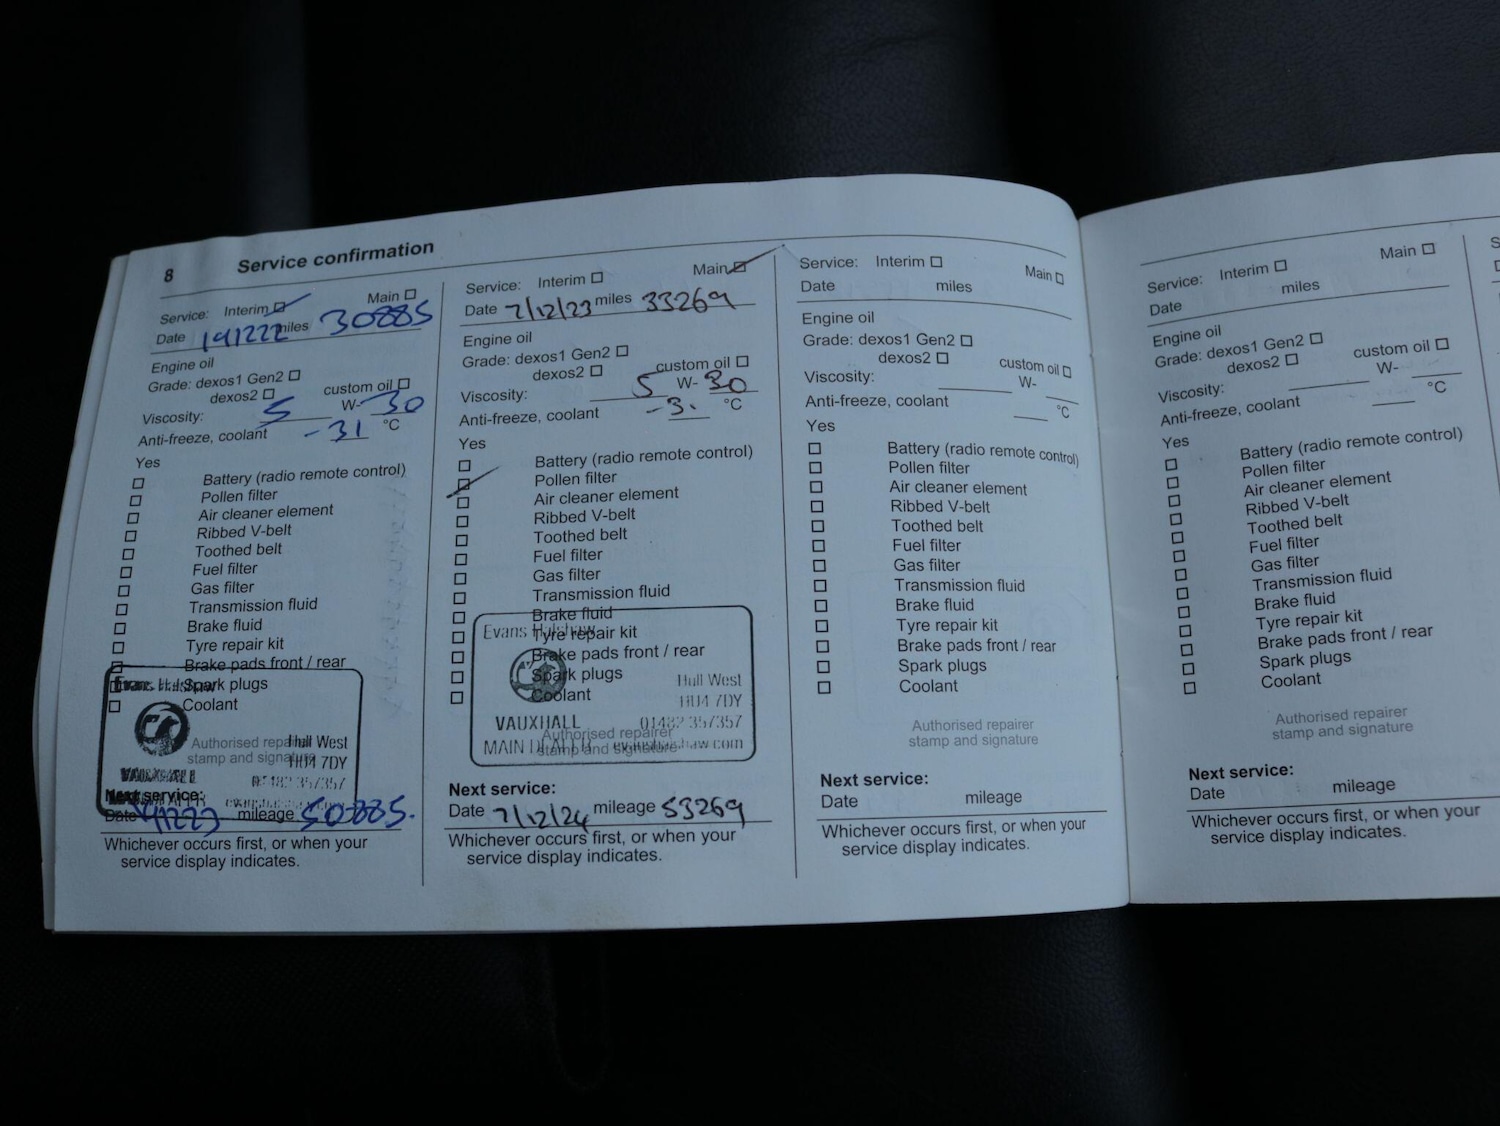 8 Service confirmation
Service: Interim Main
Date 191222 miles 30885
Engine oil
Grade: dexos1 Gen2
dexos2 custom oil
Viscosity: 5 W- 30
Anti-freeze, coolant -31 °C
Yes
Battery (radio remote control)
Pollen filter
Air cleaner element
Ribbed V-belt
Toothed belt
Fuel filter
Gas filter
Transmission fluid
Brake fluid
Tyre repair kit
Brake pads front / rear
Spark plugs
Coolant
Authorised repairer Hull West
stamp and signature HU4 7DY
VAUXHALL 01482 357357
Next service:
Date mileage 50885.
Whichever occurs first, or when your
service display indicates.
Service: Interim Main
Date 7/12/23 miles 33269
Engine oil
Grade: dexos1 Gen2
dexos2 custom oil
Viscosity: 5 W- 30
Anti-freeze, coolant -3. °C
Yes
Battery (radio remote control)
Pollen filter
Air cleaner element
Ribbed V-belt
Toothed belt
Fuel filter
Gas filter
Transmission fluid
Brake fluid
Evans Halshaw Tyre repair kit
Brake pads front / rear
Spark plugs Hull West
Coolant HU4 7DY
VAUXHALL 01482 357357
Authorised repairer
MAIN DEALER evanshalshaw.com
stamp and signature
Next service:
Date 7/12/24 mileage 53269
Whichever occurs first, or when your
service display indicates.
Service: Interim Main
Date miles
Engine oil
Grade: dexos1 Gen2
dexos2 custom oil
Viscosity: W-
Anti-freeze, coolant °C
Yes
Battery (radio remote control)
Pollen filter
Air cleaner element
Ribbed V-belt
Toothed belt
Fuel filter
Gas filter
Transmission fluid
Brake fluid
Tyre repair kit
Brake pads front / rear
Spark plugs
Coolant
Authorised repairer
stamp and signature
Next service:
Date mileage
Whichever occurs first, or when your
service display indicates.
Service: Interim Main
Date miles
Engine oil
Grade: dexos1 Gen2
dexos2 custom oil
Viscosity: W-
Anti-freeze, coolant °C
Yes
Battery (radio remote control)
Pollen filter
Air cleaner element
Ribbed V-belt
Toothed belt
Fuel filter
Gas filter
Transmission fluid
Brake fluid
Tyre repair kit
Brake pads front / rear
Spark plugs
Coolant
Authorised repairer
stamp and signature
Next service:
Date mileage
Whichever occurs first, or when your
service display indicates.